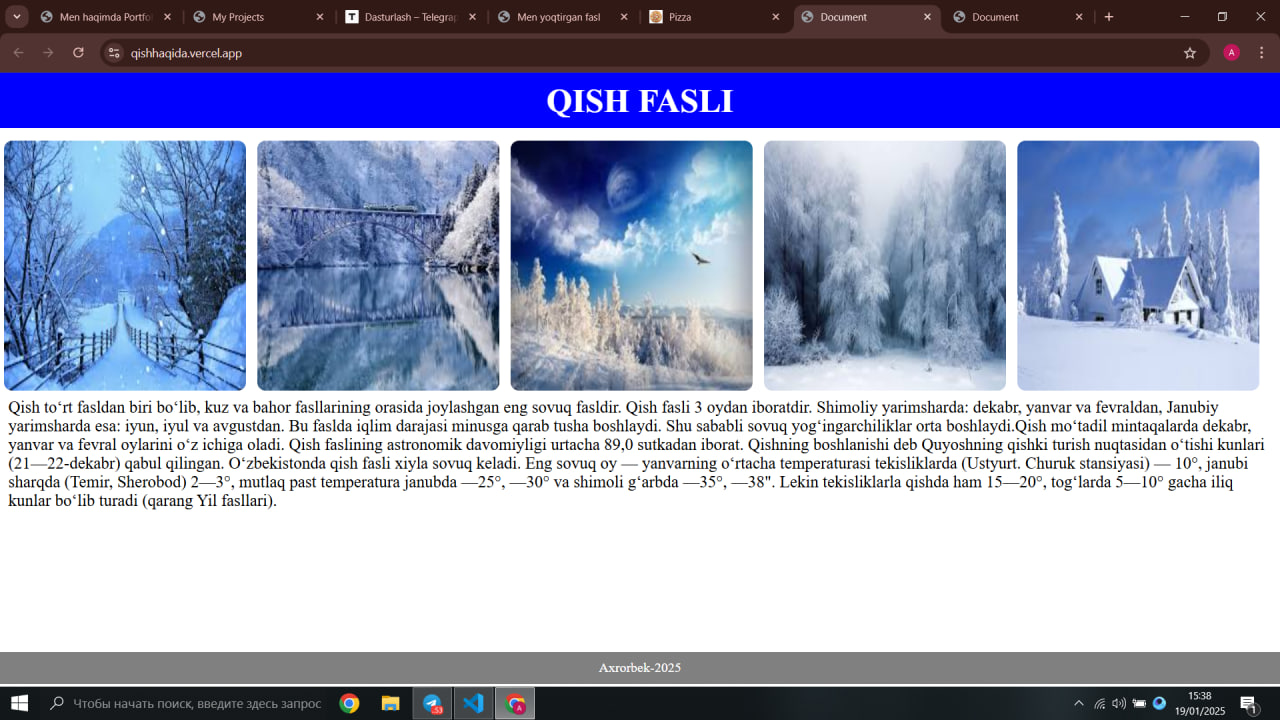 Men haqimda Portfo
My Projects
Dasturlash – Telegrap
Men yoqtirgan fasl
Pizza
Document
Document
qishhaqida.vercel.app
A
QISH FASLI
Qish to‘rt fasldan biri bo‘lib, kuz va bahor fasllarining orasida joylashgan eng sovuq fasldir. Qish fasli 3 oydan iboratdir. Shimoliy yarimsharda: dekabr, yanvar va fevraldan, Janubiy
yarimsharda esa: iyun, iyul va avgustdan. Bu faslda iqlim darajasi minusga qarab tusha boshlaydi. Shu sababli sovuq yog‘ingarchiliklar orta boshlaydi.Qish mo‘tadil mintaqalarda dekabr,
yanvar va fevral oylarini o‘z ichiga oladi. Qish faslining astronomik davomiyligi urtacha 89,0 sutkadan iborat. Qishning boshlanishi deb Quyoshning qishki turish nuqtasidan o‘tishi kunlari
(21—22-dekabr) qabul qilingan. O‘zbekistonda qish fasli xiyla sovuq keladi. Eng sovuq oy — yanvarning o‘rtacha temperaturasi tekisliklarda (Ustyurt. Churuk stansiyasi) — 10°, janubi
sharqda (Temir, Sherobod) 2—3°, mutlaq past temperatura janubda —25°, —30° va shimoli g‘arbda —35°, —38". Lekin tekisliklarla qishda ham 15—20°, tog‘larda 5—10° gacha iliq
kunlar bo‘lib turadi (qarang Yil fasllari).
Axrorbek-2025
Чтобы начать поиск, введите здесь запрос
53
A
15:38
19/01/2025
1